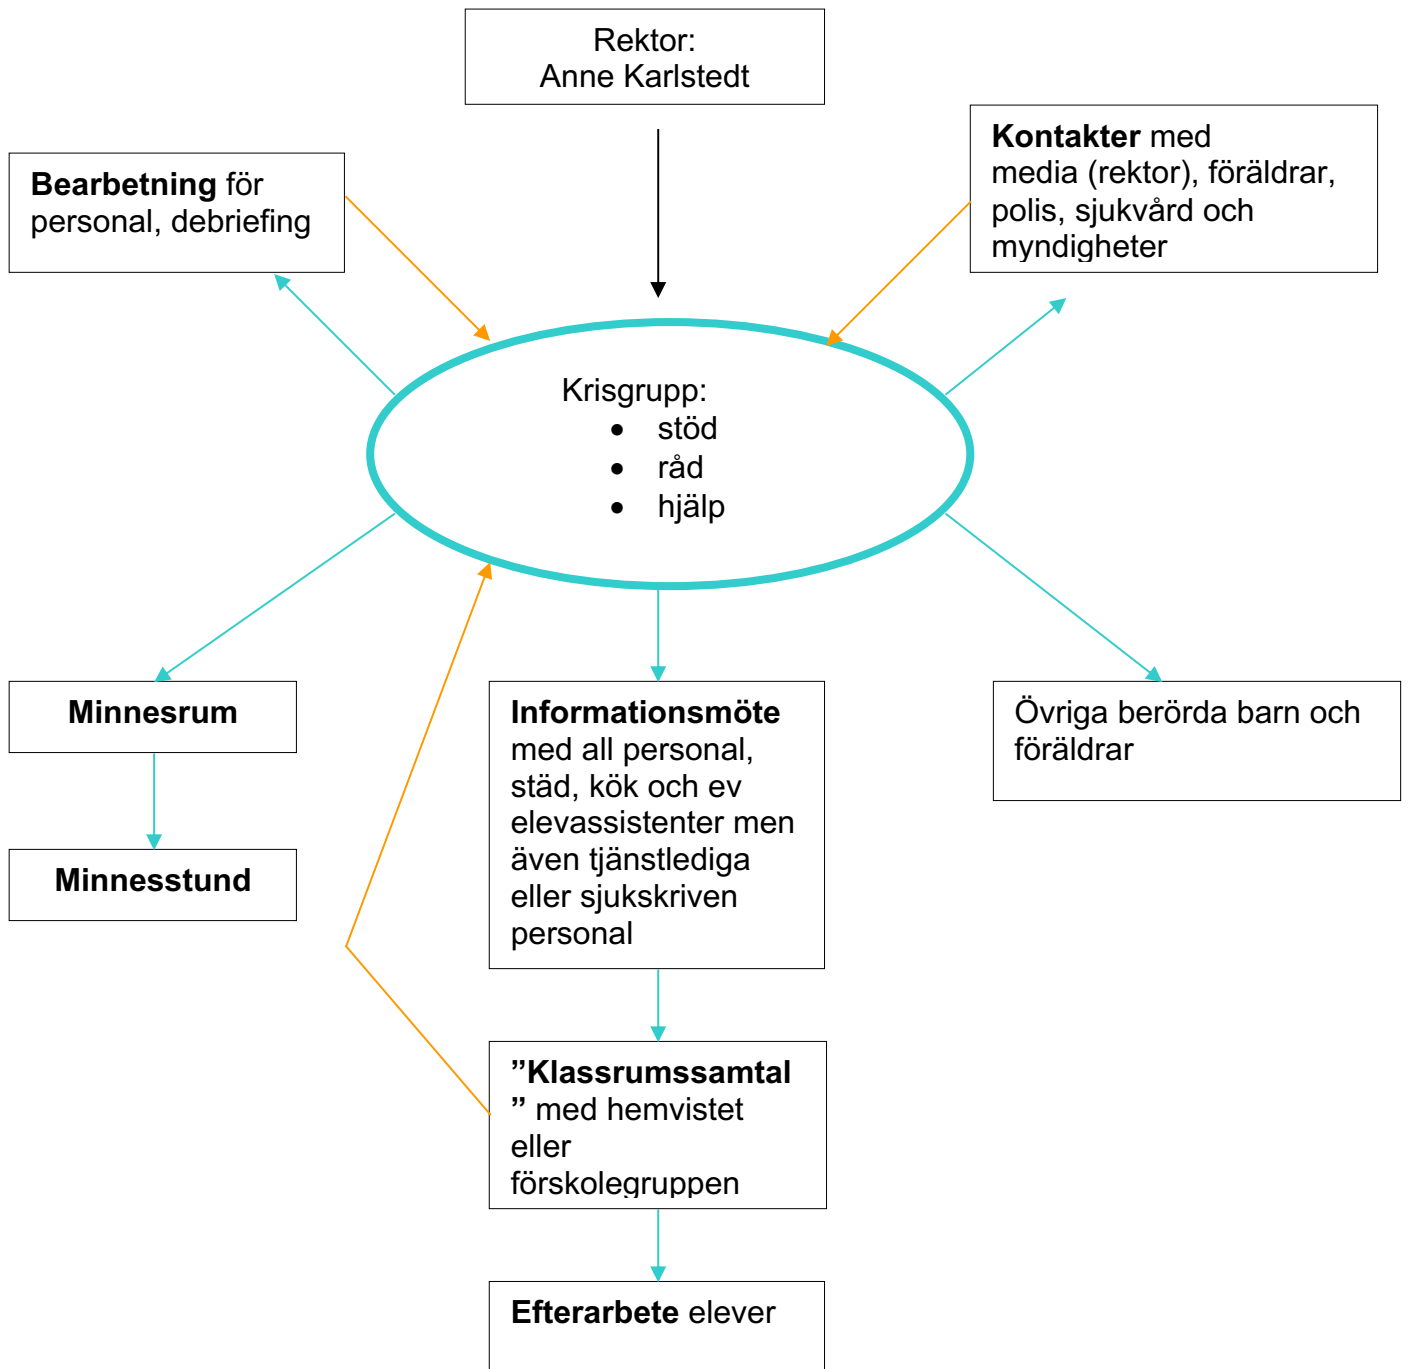 Rektor:
Anne Karlstedt
Kontakter med
media (rektor), föräldrar,
polis, sjukvård och
myndigheter
Bearbetning för
personal, debriefing
Krisgrupp:
• stöd
• råd
• hjälp
Minnesrum
Minnesstund
Informationsmöte
med all personal,
städ, kök och ev
elevassistenter men
även tjänstlediga
eller sjukskriven
personal
Övriga berörda barn och
föräldrar
”Klassrumssamtal
” med hemvistet
eller
förskolegruppen
Efterarbete elever